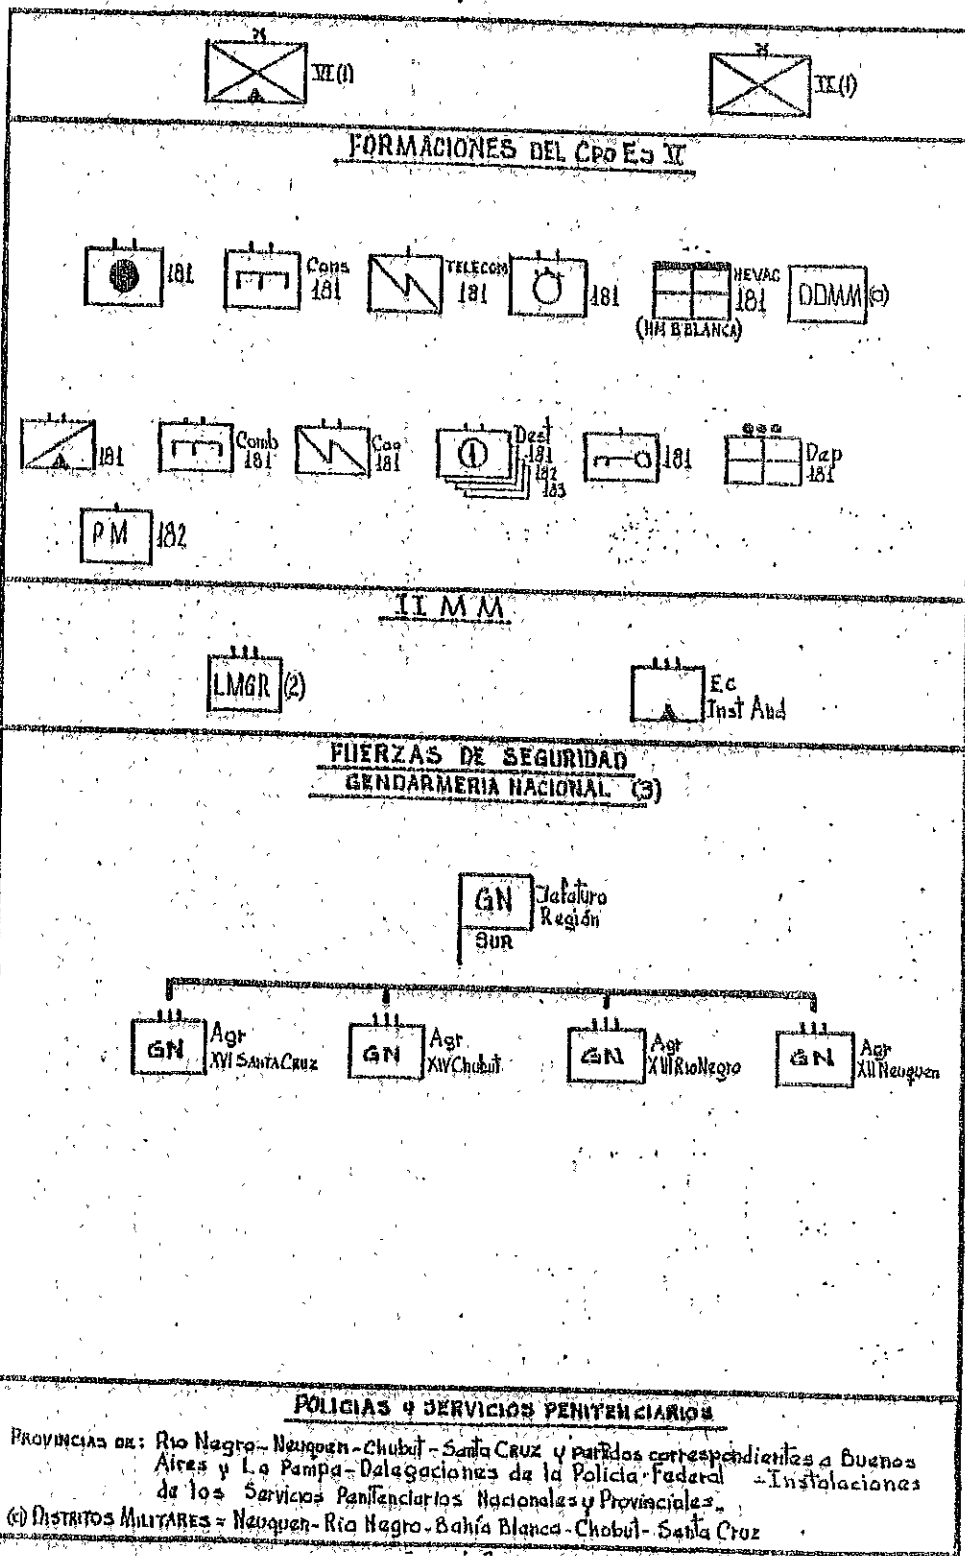 VI(1)
IX(1)
FORMACIONES DEL Cpo Ej V
181
Cons
181
TELECOM
181
181
HEVAC
181
(HM B BLANCA)
DDMM (a)
181
Comb
181
Coo
181
Dest
181
182
183
181
Dep
181
PM 182
II M M
LMGR (2)
Ec
Inst And
FUERZAS DE SEGURIDAD
GENDARMERIA NACIONAL (3)
GN
SUR
Jefatura
Región
GN
Agr
XVI SANTA CRUZ
GN
Agr
XIV Chubut
GN
Agr
Rio Negro
GN
Agr
XII Neuquen
POLICIAS y SERVICIOS PENITENCIARIOS
PROVINCIAS DE: Rio Negro - Neuquen - Chubut - Santa Cruz y partidos correspondientes a Buenos
Aires y La Pampa - Delegaciones de la Policia Federal - Instalaciones
de los Servicios Penitenciarios Nacionales y Provinciales.
(a) DISTRITOS MILITARES = Neuquen - Rio Negro - Bahía Blanca - Chubut - Santa Cruz